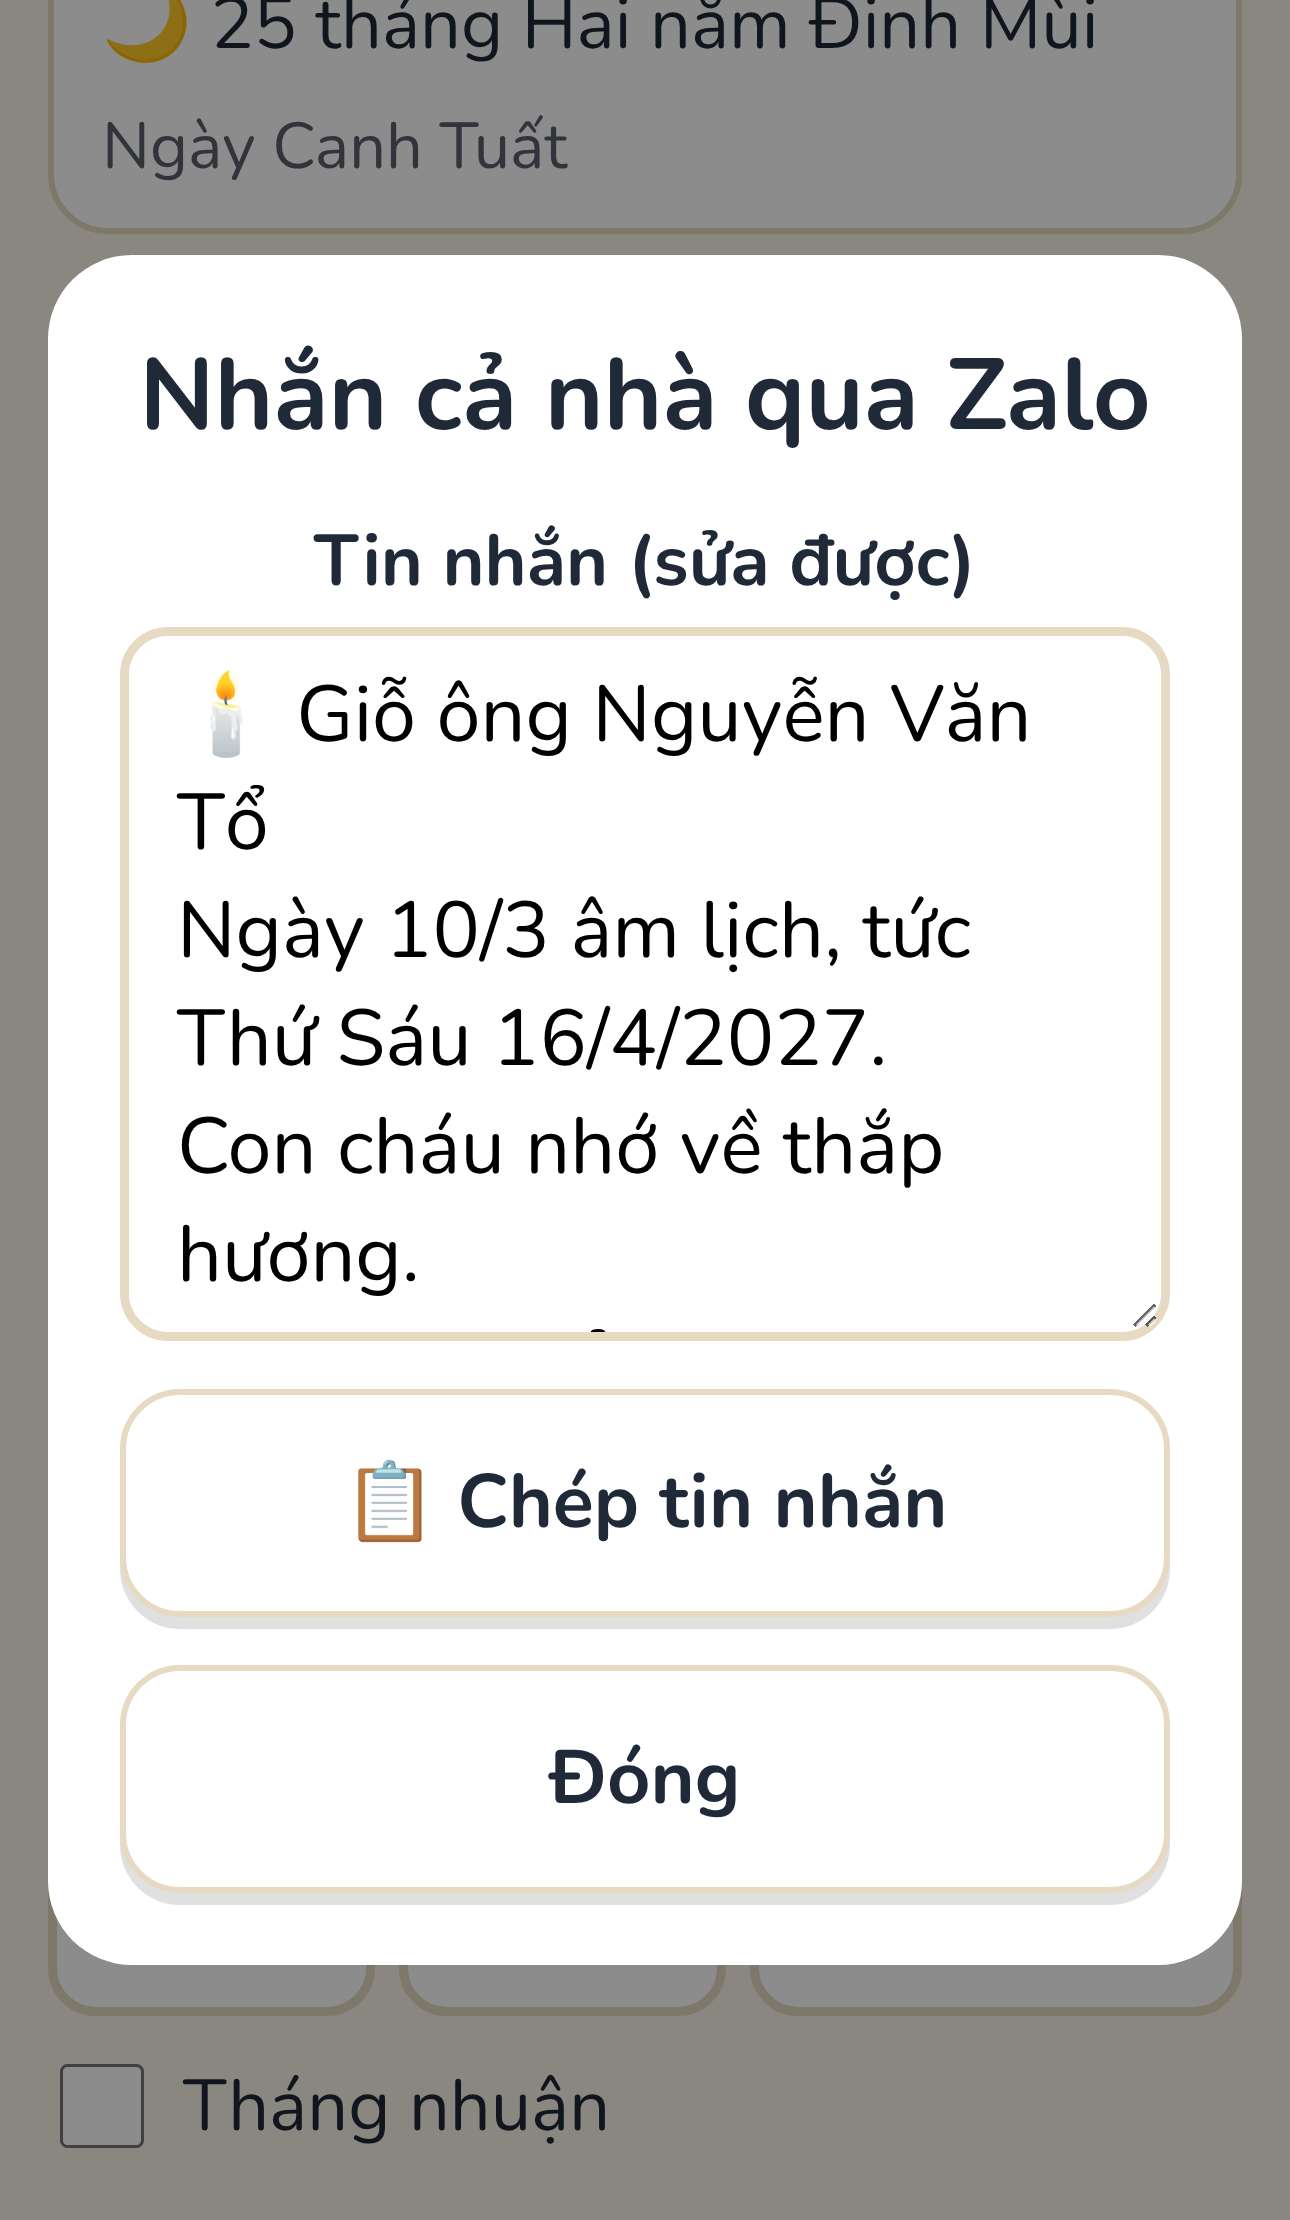 🌙 25 tháng Hai năm Đinh Mùi
Ngày Canh Tuất
Nhắn cả nhà qua Zalo
Tin nhắn (sửa được)
🕯️ Giỗ ông Nguyễn Văn
Tổ
Ngày 10/3 âm lịch, tức
Thứ Sáu 16/4/2027.
Con cháu nhớ về thắp
hương.
📋 Chép tin nhắn
Đóng
Tháng nhuận